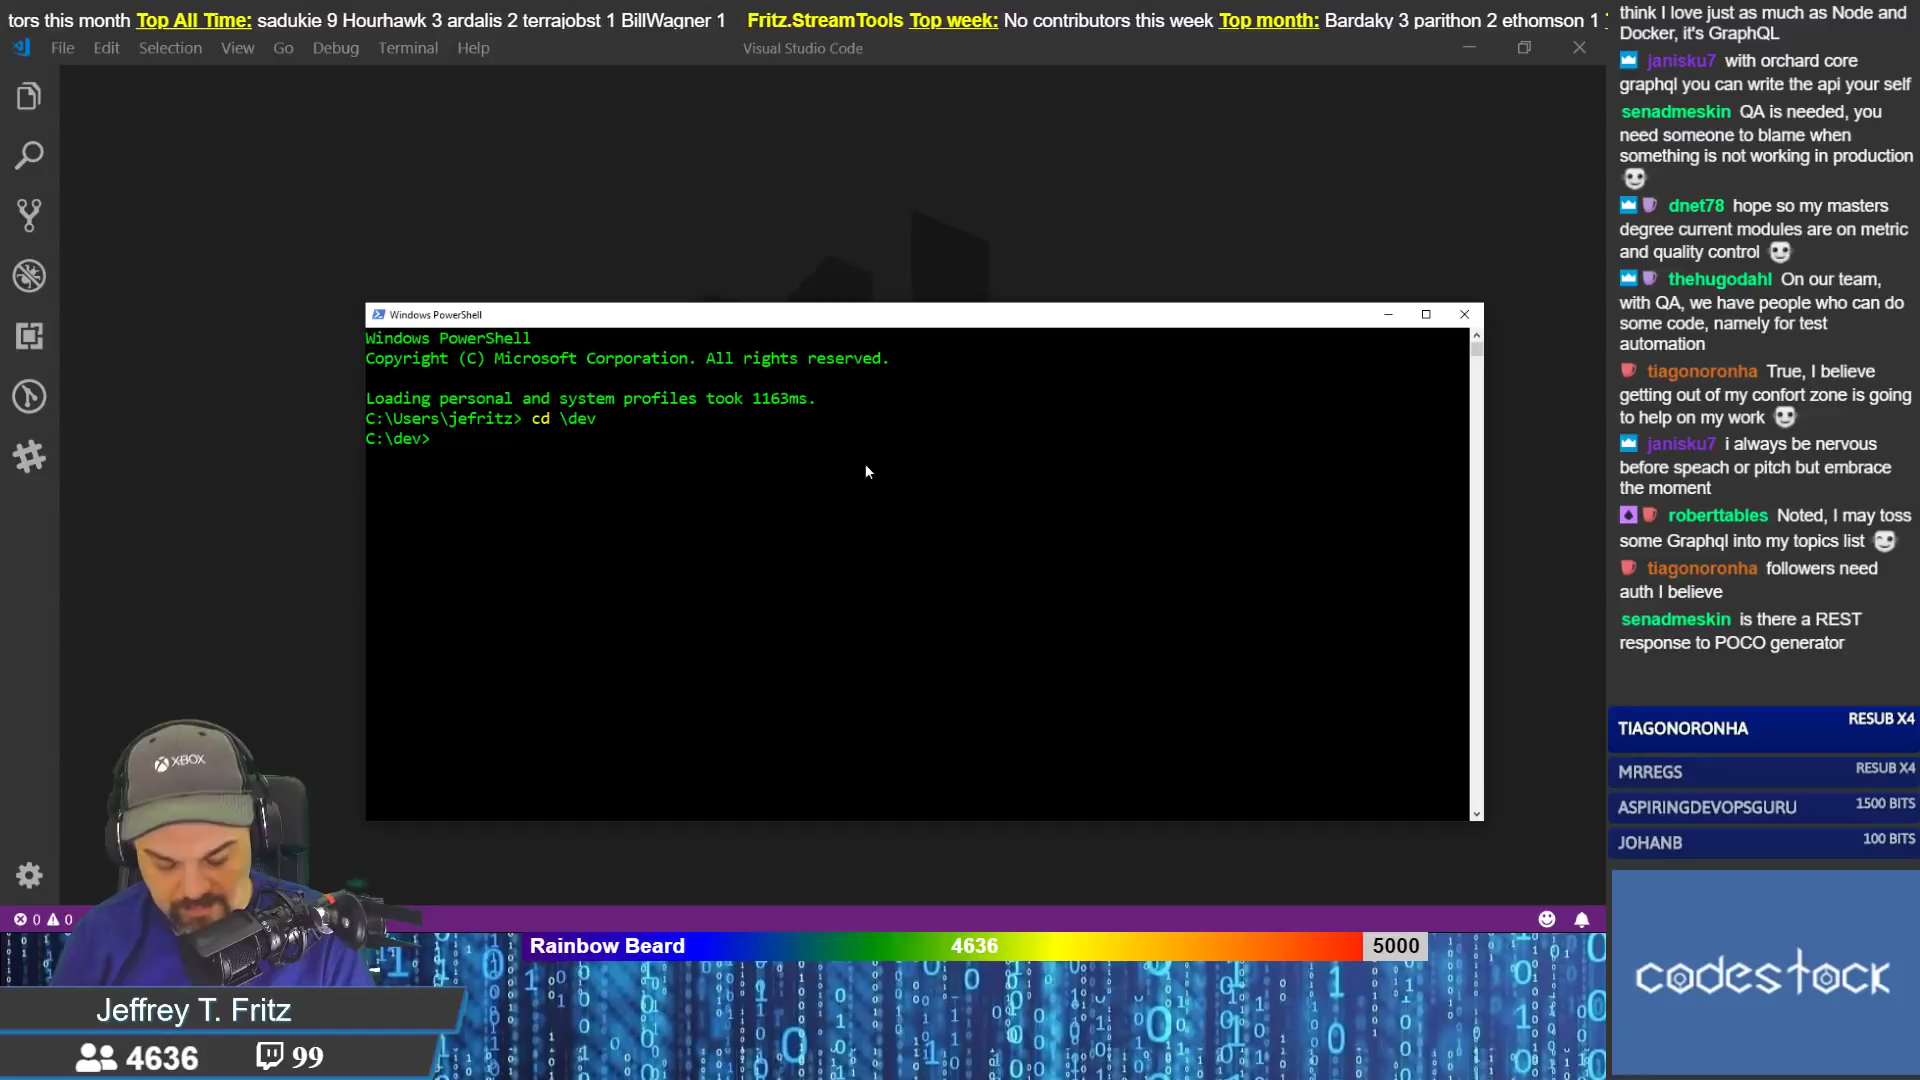 tors this month Top All Time: sadukie 9 Hourhawk 3 ardalis 2 terrajobst 1 BillWagner 1 Fritz.StreamTools Top week: No contributors this week Top month: Bardaky 3 parithon 2 ethomson 1
File Edit Selection View Go Debug Terminal Help
Visual Studio Code
Windows PowerShell
Windows PowerShell
Copyright (C) Microsoft Corporation. All rights reserved.
Loading personal and system profiles took 1163ms.
C:\Users\jefritz> cd \dev
C:\dev>
think I love just as much as Node and
Docker, it's GraphQL
janisku7 with orchard core
graphql you can write the api your self
senadmeskin QA is needed, you
need someone to blame when
something is not working in production
dnet78 hope so my masters
degree current modules are on metric
and quality control
thehugodahl On our team,
with QA, we have people who can do
some code, namely for test
automation
tiagonoronha True, I believe
getting out of my confort zone is going
to help on my work
janisku7 i always be nervous
before speach or pitch but embrace
the moment
roberttables Noted, I may toss
some Graphql into my topics list
tiagonoronha followers need
auth I believe
senadmeskin is there a REST
response to POCO generator
TIAGONORONHA RESUB X4
MRREGS RESUB X4
ASPIRINGDEVOPSGURU 1500 BITS
JOHANB 100 BITS
codestock
XBOX
0 0
Rainbow Beard 4636 5000
Jeffrey T. Fritz
4636 99